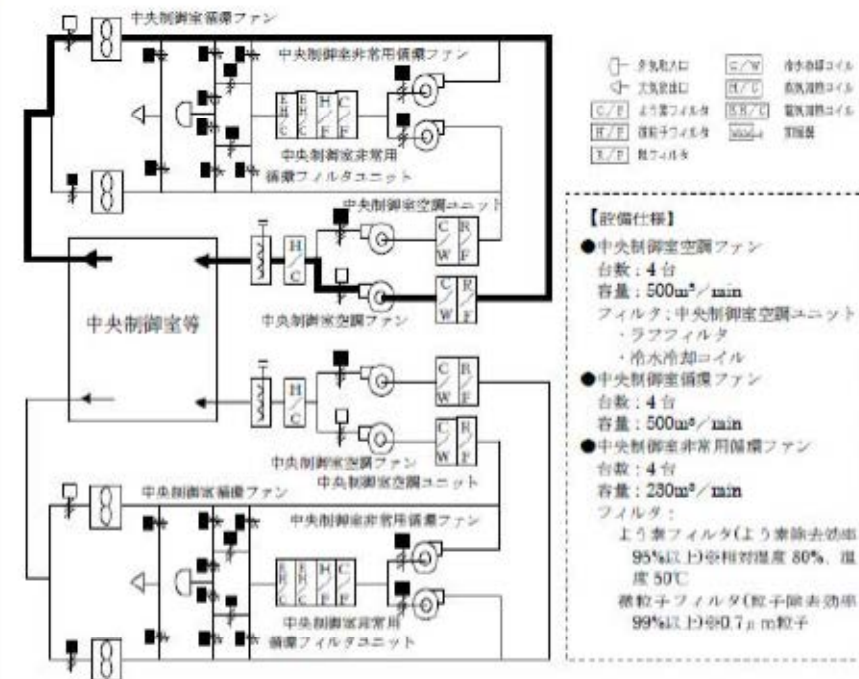 中央制御室循環ファン
中央制御室非常用循環ファン
E
H
C
E
H
C
H
F
C
F
中央制御室非常用
循環フィルタユニット
中央制御室空調ユニット
H
C
C
W
R
F
C
W
R
F
中央制御室空調ファン
中央制御室等
H
C
C
W
R
F
C
W
R
F
中央制御室空調ファン
中央制御室空調ユニット
中央制御室循環ファン
中央制御室非常用循環ファン
E
H
C
E
H
C
H
F
C
F
中央制御室非常用
循環フィルタユニット
外気取入口
大気放出口
C/F よう素フィルタ
H/F 微粒子フィルタ
R/F 粗フィルタ
C/W 冷水冷却コイル
H/C 蒸気加熱コイル
EH/C 電気加熱コイル
加湿器
【設備仕様】
●中央制御室空調ファン
台数:4台
容量:500m³/min
フィルタ:中央制御室空調ユニット
・ラフフィルタ
・冷水冷却コイル
●中央制御室循環ファン
台数:4台
容量:500m³/min
●中央制御室非常用循環ファン
台数:4台
容量:230m³/min
フィルタ:
よう素フィルタ(よう素除去効率
95%以上)※相対湿度 80%、温
度 50℃
微粒子フィルタ(粒子除去効率
99%以上)※0.7μm粒子